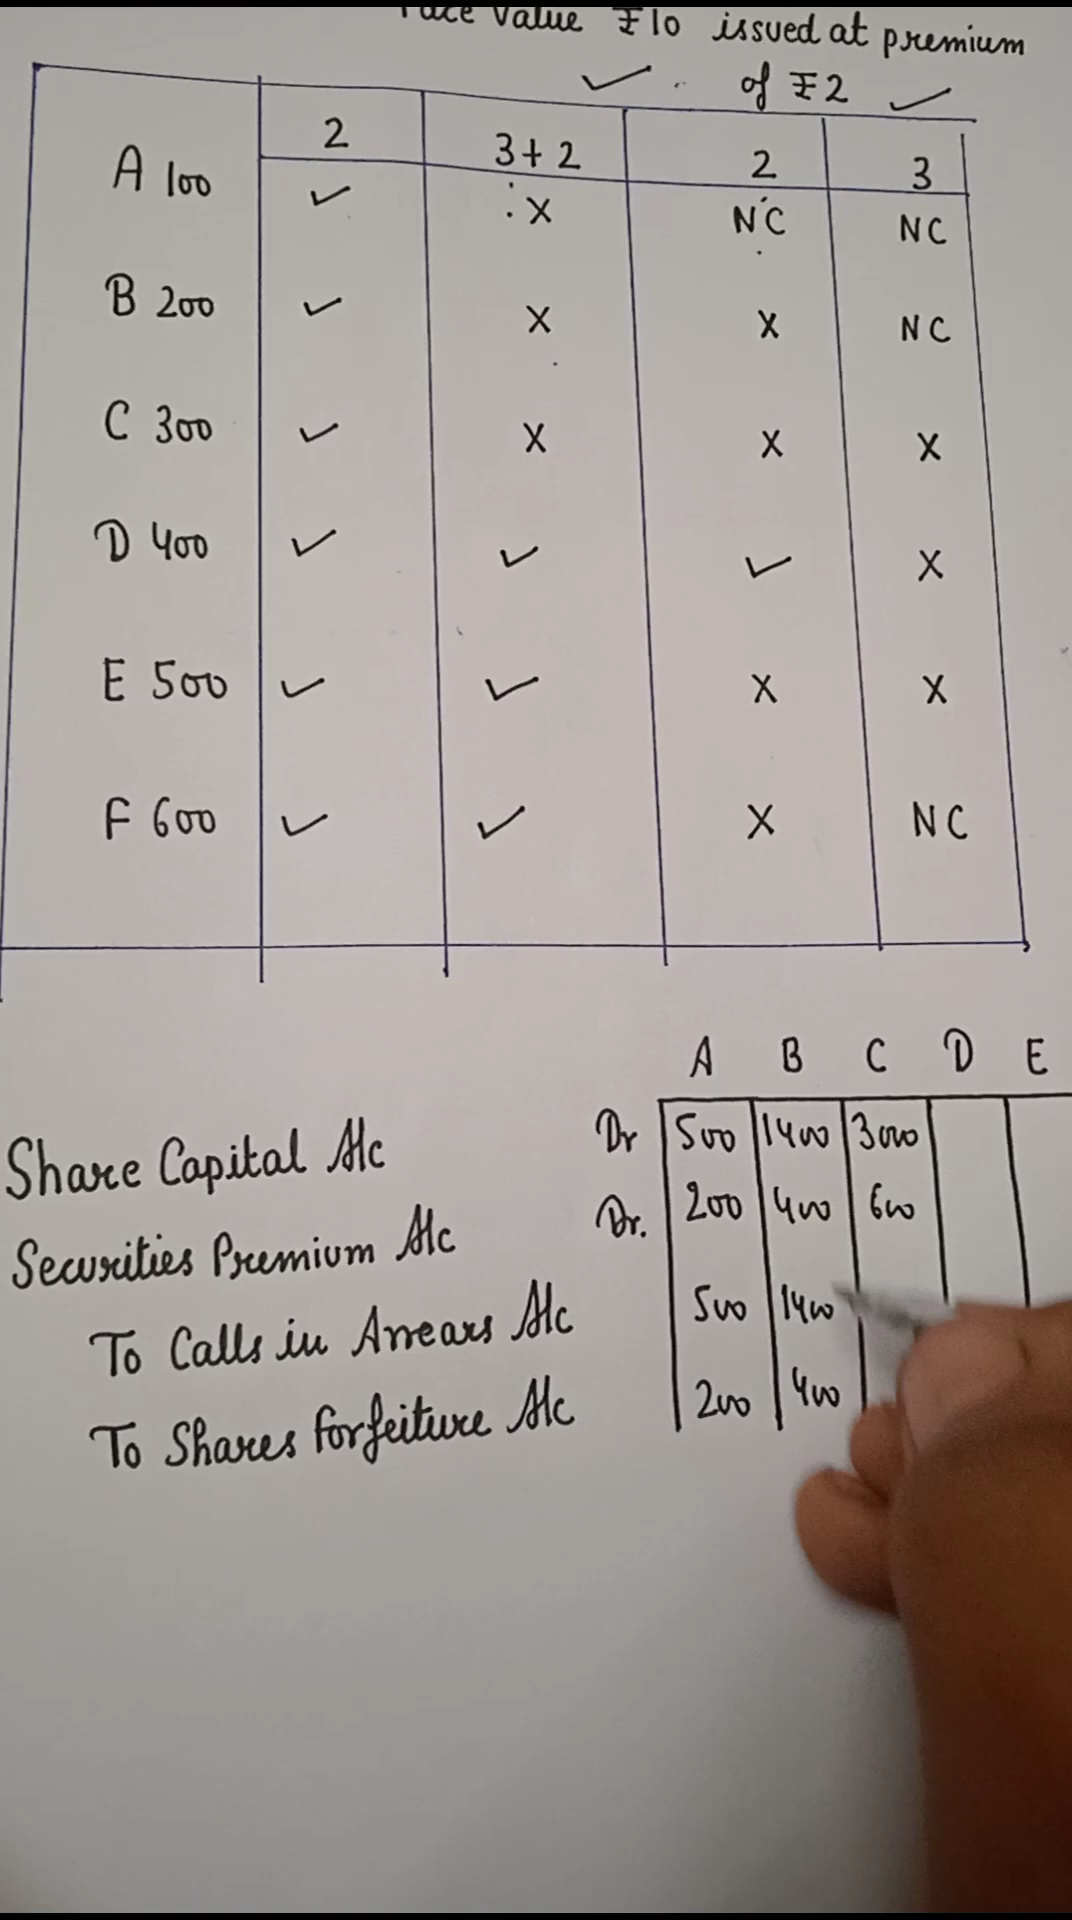 Face Value ₹10 issued at premium
of ₹2
2 3+2 2 3
A 100 ✓ X NC NC
B 200 ✓ X X NC
C 300 ✓ X X X
D 400 ✓ ✓ ✓ X
E 500 ✓ ✓ X X
F 600 ✓ ✓ X NC
A B C D E
Share Capital A/c Dr 500 1400 3000
Securities Premium A/c Dr. 200 400 600
To Calls in Arrears A/c 500 1400
To Shares Forfeiture A/c 200 400